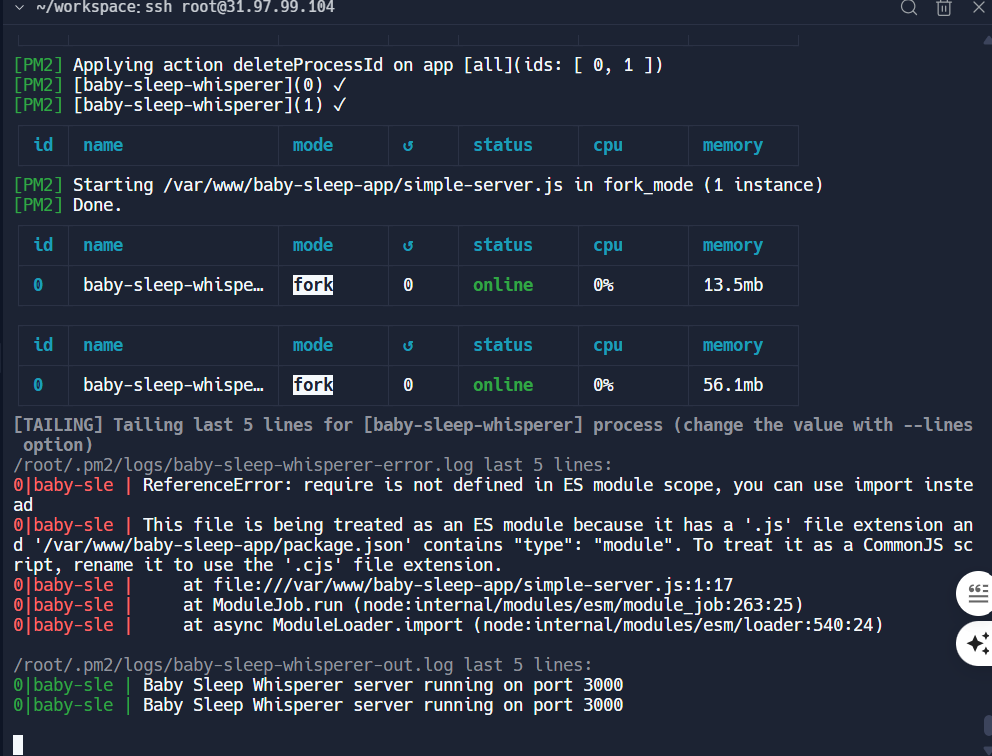 ~/workspace: ssh root@31.97.99.104
[PM2] Applying action deleteProcessId on app [all](ids: [ 0, 1 ])
[PM2] [baby-sleep-whisperer](0) ✓
[PM2] [baby-sleep-whisperer](1) ✓
id name mode ↺ status cpu memory
[PM2] Starting /var/www/baby-sleep-app/simple-server.js in fork_mode (1 instance)
[PM2] Done.
id name mode ↺ status cpu memory
0 baby-sleep-whispe… fork 0 online 0% 13.5mb
id name mode ↺ status cpu memory
0 baby-sleep-whispe… fork 0 online 0% 56.1mb
[TAILING] Tailing last 5 lines for [baby-sleep-whisperer] process (change the value with --lines
option)
/root/.pm2/logs/baby-sleep-whisperer-error.log last 5 lines:
0|baby-sle | ReferenceError: require is not defined in ES module scope, you can use import inste
ad
0|baby-sle | This file is being treated as an ES module because it has a '.js' file extension an
d '/var/www/baby-sleep-app/package.json' contains "type": "module". To treat it as a CommonJS sc
ript, rename it to use the '.cjs' file extension.
0|baby-sle |     at file:///var/www/baby-sleep-app/simple-server.js:1:17
0|baby-sle |     at ModuleJob.run (node:internal/modules/esm/module_job:263:25)
0|baby-sle |     at async ModuleLoader.import (node:internal/modules/esm/loader:540:24)
/root/.pm2/logs/baby-sleep-whisperer-out.log last 5 lines:
0|baby-sle | Baby Sleep Whisperer server running on port 3000
0|baby-sle | Baby Sleep Whisperer server running on port 3000